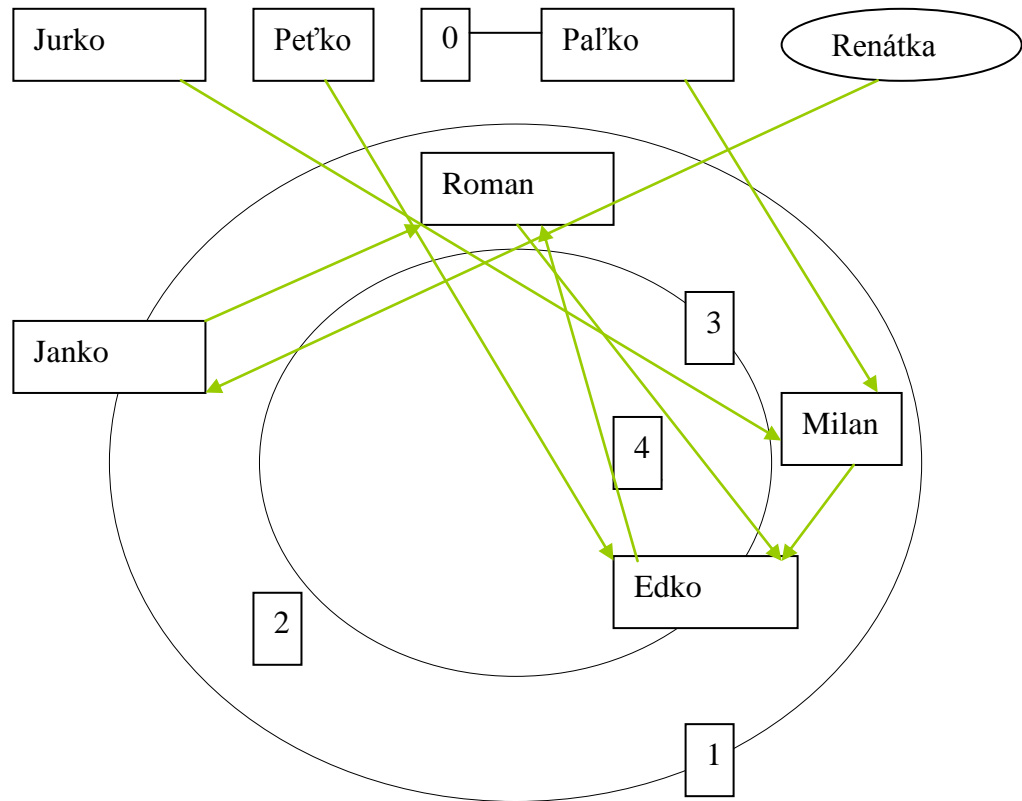 Jurko
Peťko
0
Paľko
Renátka
Roman
3
Janko
Milan
4
Edko
2
1